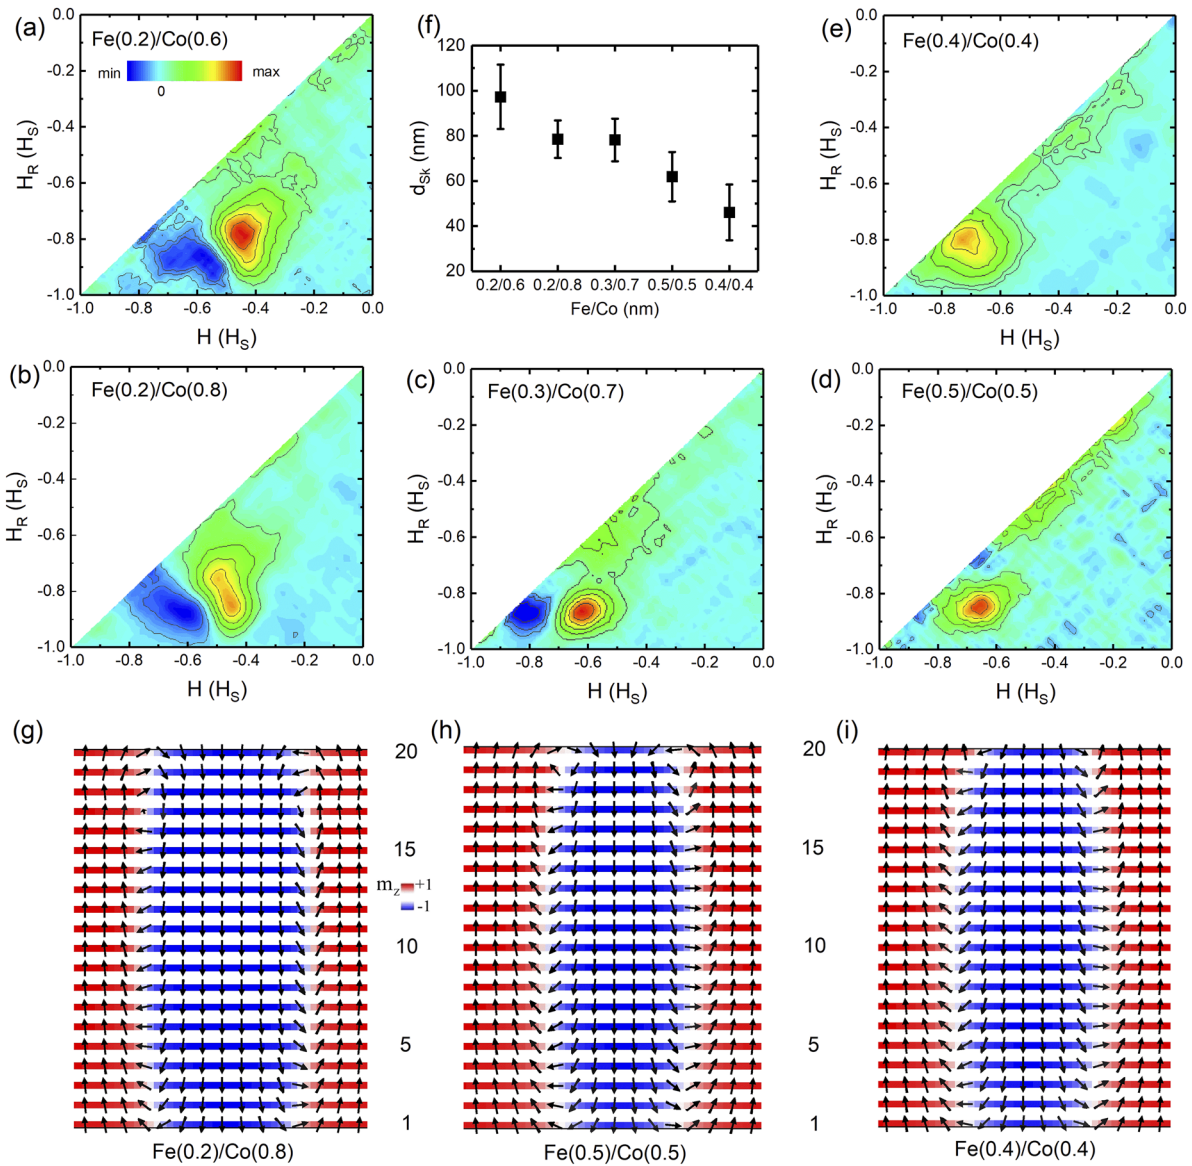 (a)
Fe(0.2)/Co(0.6)
min
max
0
0.0
-0.2
-0.4
-0.6
-0.8
-1.0
H_R (H_S)
-1.0 -0.8 -0.6 -0.4 -0.2 0.0
H (H_S)
(f)
120
100
80
60
40
20
d_Sk (nm)
0.2/0.6 0.2/0.8 0.3/0.7 0.5/0.5 0.4/0.4
Fe/Co (nm)
(e)
Fe(0.4)/Co(0.4)
0.0
-0.2
-0.4
-0.6
-0.8
-1.0
H_R (H_S)
-1.0 -0.8 -0.6 -0.4 -0.2 0.0
H (H_S)
(b)
Fe(0.2)/Co(0.8)
0.0
-0.2
-0.4
-0.6
-0.8
-1.0
H_R (H_S)
-1.0 -0.8 -0.6 -0.4 -0.2 0.0
H (H_S)
(c)
Fe(0.3)/Co(0.7)
0.0
-0.2
-0.4
-0.6
-0.8
-1.0
H_R (H_S)
-1.0 -0.8 -0.6 -0.4 -0.2 0.0
H (H_S)
(d)
Fe(0.5)/Co(0.5)
0.0
-0.2
-0.4
-0.6
-0.8
-1.0
H_R (H_S)
-1.0 -0.8 -0.6 -0.4 -0.2 0.0
H (H_S)
(g)
20
15
m_z +1
-1
10
5
1
Fe(0.2)/Co(0.8)
(h)
20
15
10
5
1
Fe(0.5)/Co(0.5)
(i)
Fe(0.4)/Co(0.4)